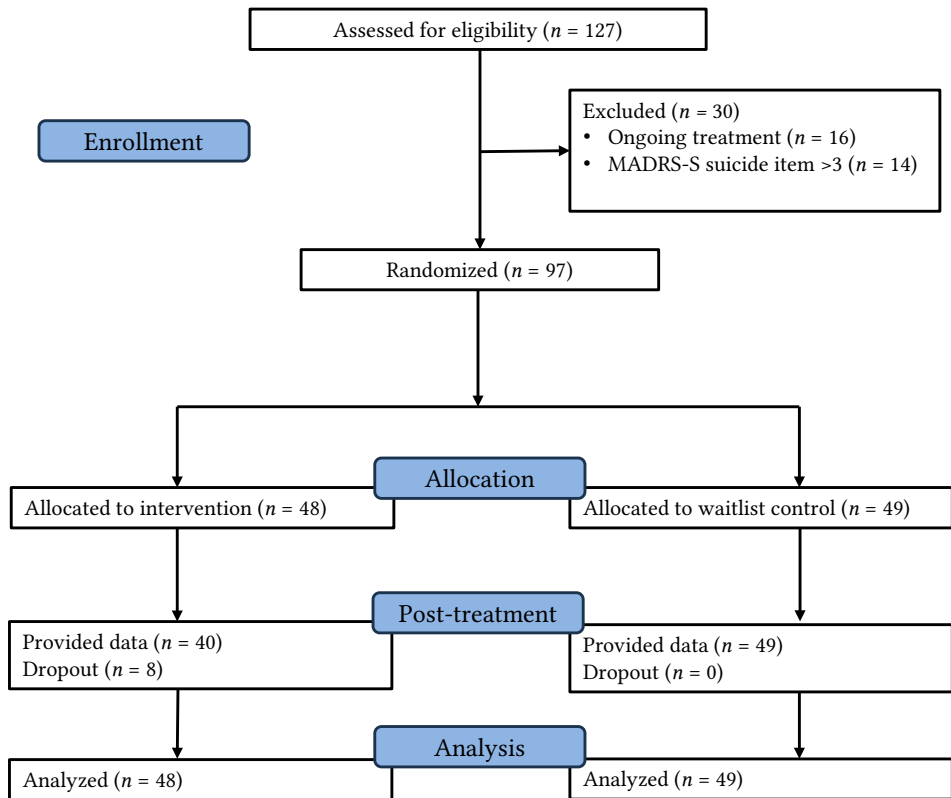 Assessed for eligibility (n = 127)
Excluded (n = 30)
• Ongoing treatment (n = 16)
• MADRS-S suicide item >3 (n = 14)
Enrollment
Randomized (n = 97)
Allocation
Allocated to intervention (n = 48)
Allocated to waitlist control (n = 49)
Post-treatment
Provided data (n = 40)
Dropout (n = 8)
Provided data (n = 49)
Dropout (n = 0)
Analysis
Analyzed (n = 48)
Analyzed (n = 49)